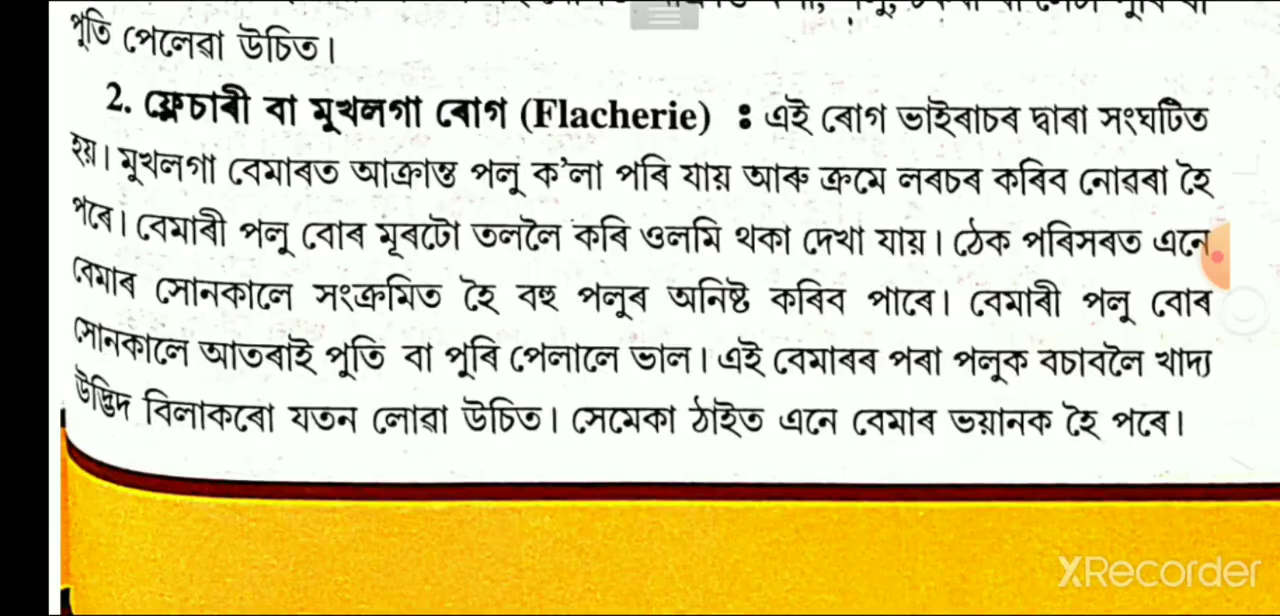 পুতি পেলোৱা উচিত।
2. ফ্লেচাৰী বা মুখলগা ৰোগ (Flacherie) : এই ৰোগ ভাইৰাচৰ দ্বাৰা সংঘটিত
হয়। মুখলগা বেমাৰত আক্ৰান্ত পলু ক'লা পৰি যায় আৰু ক্ৰমে লৰচৰ কৰিব নোৱৰা হৈ
পৰে। বেমাৰী পলু বোৰ মূৰটো তললৈ কৰি ওলমি থকা দেখা যায়। ঠেক পৰিসৰত এনে
বেমাৰ সোনকালে সংক্ৰমিত হৈ বহু পলুৰ অনিষ্ট কৰিব পাৰে। বেমাৰী পলু বোৰ
সোনকালে আতৰাই পুতি বা পুৰি পেলালে ভাল। এই বেমাৰৰ পৰা পলুক বচাবলৈ খাদ্য
উদ্ভিদ বিলাকৰো যতন লোৱা উচিত। সেমেকা ঠাইত এনে বেমাৰ ভয়ানক হৈ পৰে।
XRecorder